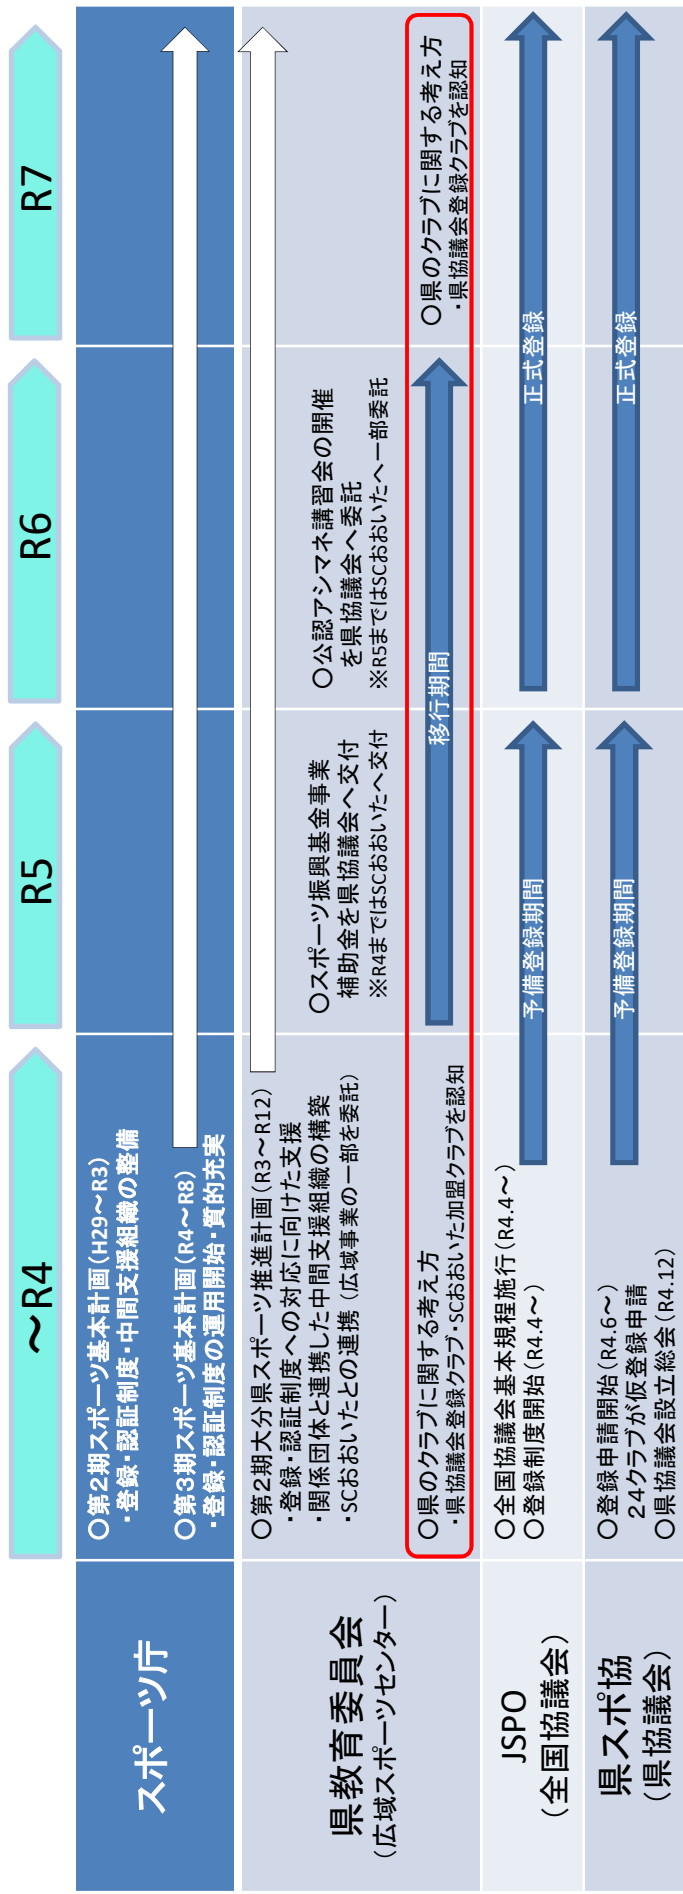 ～R4
R5
R6
R7
スポーツ庁
○第2期スポーツ基本計画（H29～R3）
・登録・認証制度・中間支援組織の整備
○第3期スポーツ基本計画（R4～R8）
・登録・認証制度の運用開始・質的充実
県教育委員会
（広域スポーツセンター）
○第2期大分県スポーツ推進計画（R3～R12）
・登録・認証制度への対応に向けた支援
・関係団体と連携した中間支援組織の構築
・SCおおいたとの連携（広域事業の一部を委託）
○スポーツ振興基金事業
補助金を県協議会へ交付
※R4まではSCおおいたへ交付
○公認アシマネ講習会の開催
を県協議会へ委託
※R5まではSCおおいたへ一部委託
○県のクラブに関する考え方
・県協議会登録クラブ・SCおおいた加盟クラブを認知
移行期間
○県のクラブに関する考え方
・県協議会登録クラブを認知
JSPO
（全国協議会）
○全国協議会基本規程施行（R4.4～）
○登録制度開始（R4.4～）
予備登録期間
正式登録
県スポ協
（県協議会）
○登録申請開始（R4.6～）
24クラブが仮登録申請
○県協議会設立総会（R4.12）
予備登録期間
正式登録